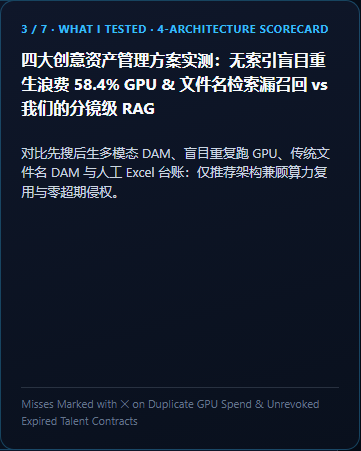 3 / 7 · WHAT I TESTED · 4-ARCHITECTURE SCORECARD
四大创意资产管理方案实测：无索引盲目重
生浪费 58.4% GPU & 文件名检索漏召回 vs
我们的分镜级 RAG
对比先搜后生多模态 DAM、盲目重复跑 GPU、传统文
件名 DAM 与人工 Excel 台账：仅推荐架构兼顾算力复
用与零超期侵权。
Misses Marked with ✕ on Duplicate GPU Spend & Unrevoked
Expired Talent Contracts